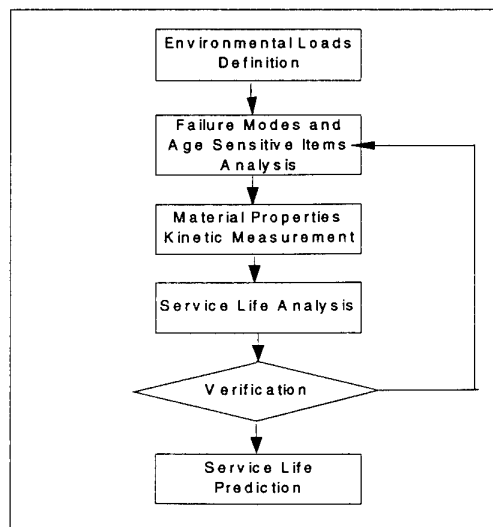 Environmental Loads
Definition
Failure Modes and
Age Sensitive Items
Analysis
Material Properties
Kinetic Measurement
Service Life Analysis
Verification
Service Life
Prediction